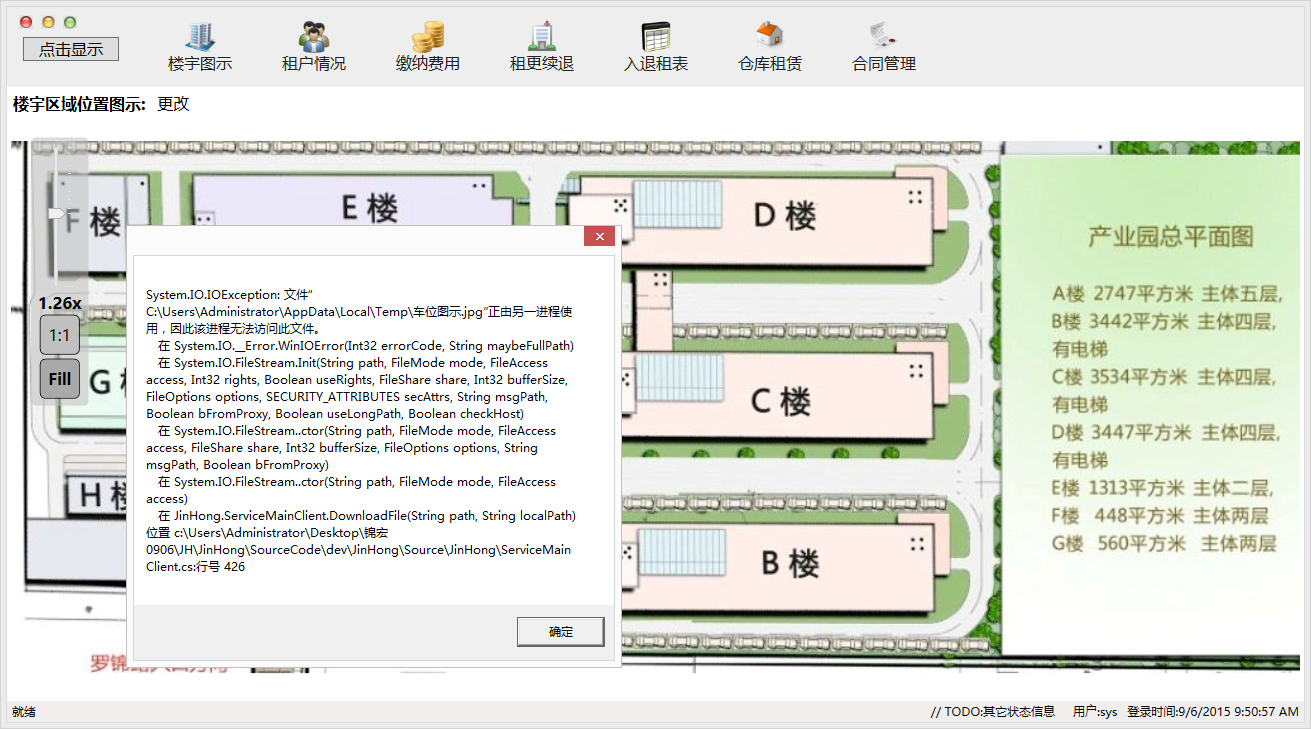 点击显示
楼宇图示
租户情况
缴纳费用
租更续退
入退租表
仓库租赁
合同管理
楼宇区域位置图示: 更改
F 楼
E 楼
D 楼
产业园总平面图
A楼 2747平方米 主体五层,
B楼 3442平方米 主体四层,
有电梯
C楼 3534平方米 主体四层,
有电梯
D楼 3447平方米 主体四层,
有电梯
E楼 1313平方米 主体二层,
F楼 448平方米 主体两层
G楼 560平方米 主体两层
1.26x
1:1
Fill
G
C 楼
H 楼
B 楼
System.IO.IOException: 文件“
C:\Users\Administrator\AppData\Local\Temp\车位图示.jpg”正由另一进程使
用，因此该进程无法访问此文件。
在 System.IO.__Error.WinIOError(Int32 errorCode, String maybeFullPath)
在 System.IO.FileStream.Init(String path, FileMode mode, FileAccess
access, Int32 rights, Boolean useRights, FileShare share, Int32 bufferSize,
FileOptions options, SECURITY_ATTRIBUTES secAttrs, String msgPath,
Boolean bFromProxy, Boolean useLongPath, Boolean checkHost)
在 System.IO.FileStream..ctor(String path, FileMode mode, FileAccess
access, FileShare share, Int32 bufferSize, FileOptions options, String
msgPath, Boolean bFromProxy)
在 System.IO.FileStream..ctor(String path, FileMode mode, FileAccess
access)
在 JinHong.ServiceMainClient.DownloadFile(String path, String localPath)
位置 c:\Users\Administrator\Desktop\锦宏
0906\JH\JinHong\SourceCode\dev\JinHong\Source\JinHong\ServiceMain
Client.cs:行号 426
确定
就绪
// TODO:其它状态信息
用户:sys
登录时间:9/6/2015 9:50:57 AM